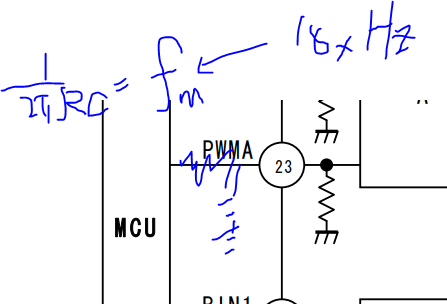 1/2πRC = fm ← 18x Hz
PWMA
23
MCU